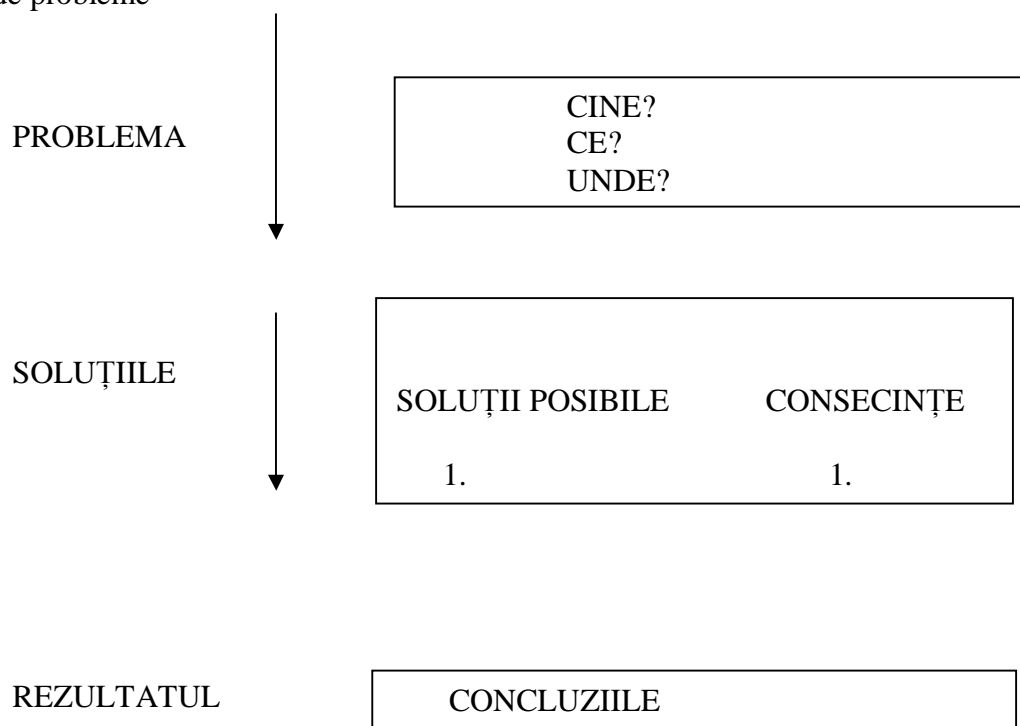 de probleme
CINE?
PROBLEMA
CE?
UNDE?
SOLUȚIILE
SOLUȚII POSIBILE CONSECINȚE
1. 1.
REZULTATUL CONCLUZIILE